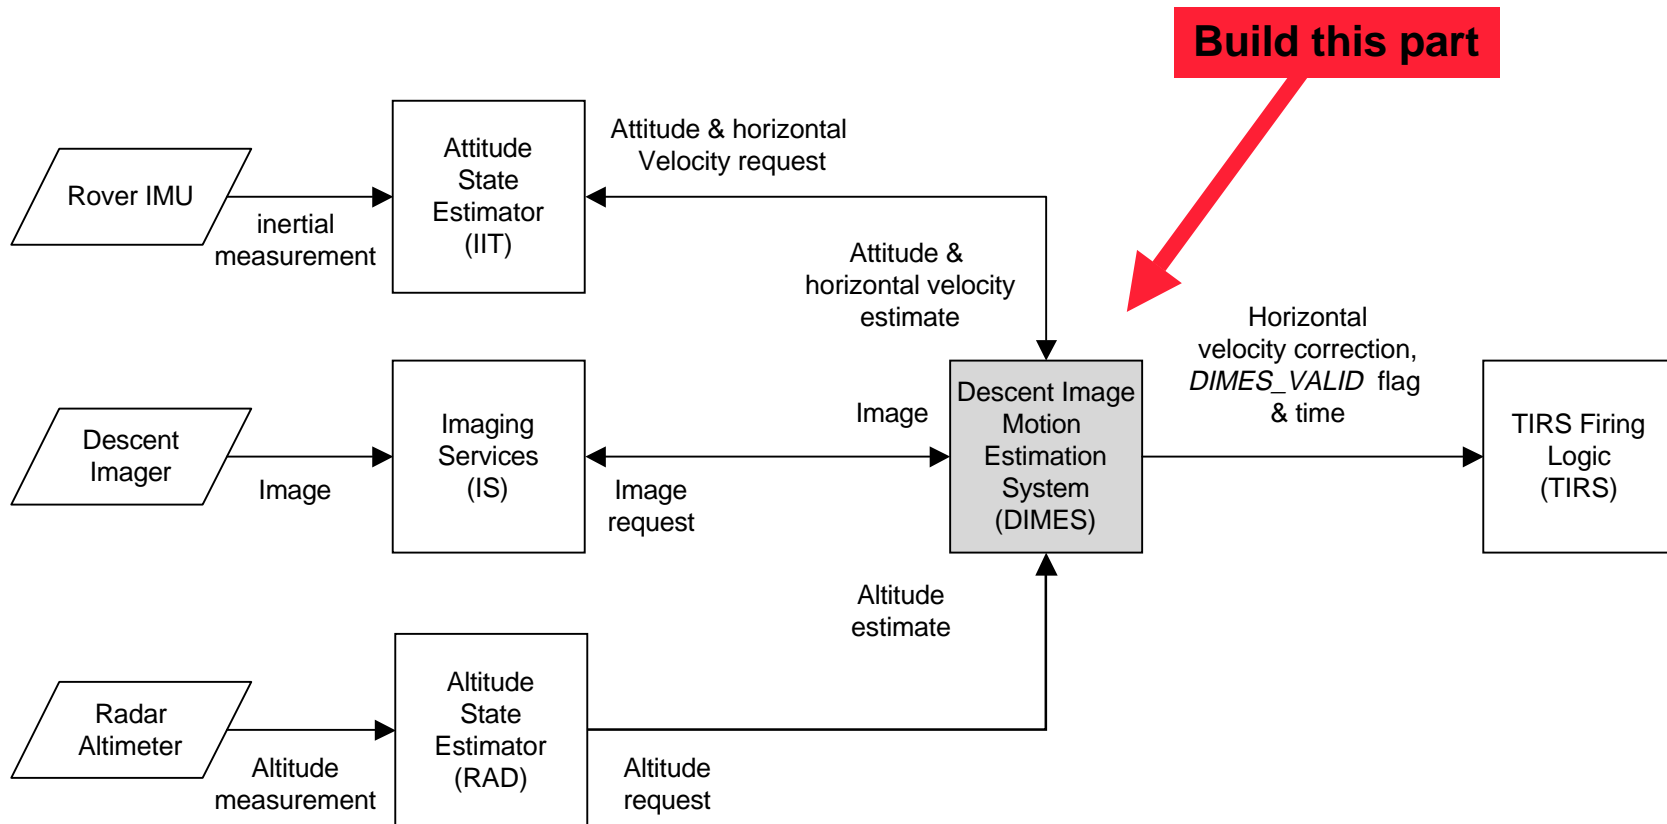 Build this part
Rover IMU
inertial
measurement
Attitude
State
Estimator
(IIT)
Attitude & horizontal
Velocity request
Attitude &
horizontal velocity
estimate
Descent
Imager
Image
Imaging
Services
(IS)
Image
request
Image
Descent Image
Motion
Estimation
System
(DIMES)
Horizontal
velocity correction,
DIMES_VALID flag
& time
TIRS Firing
Logic
(TIRS)
Radar
Altimeter
Altitude
measurement
Altitude
State
Estimator
(RAD)
Altitude
request
Altitude
estimate